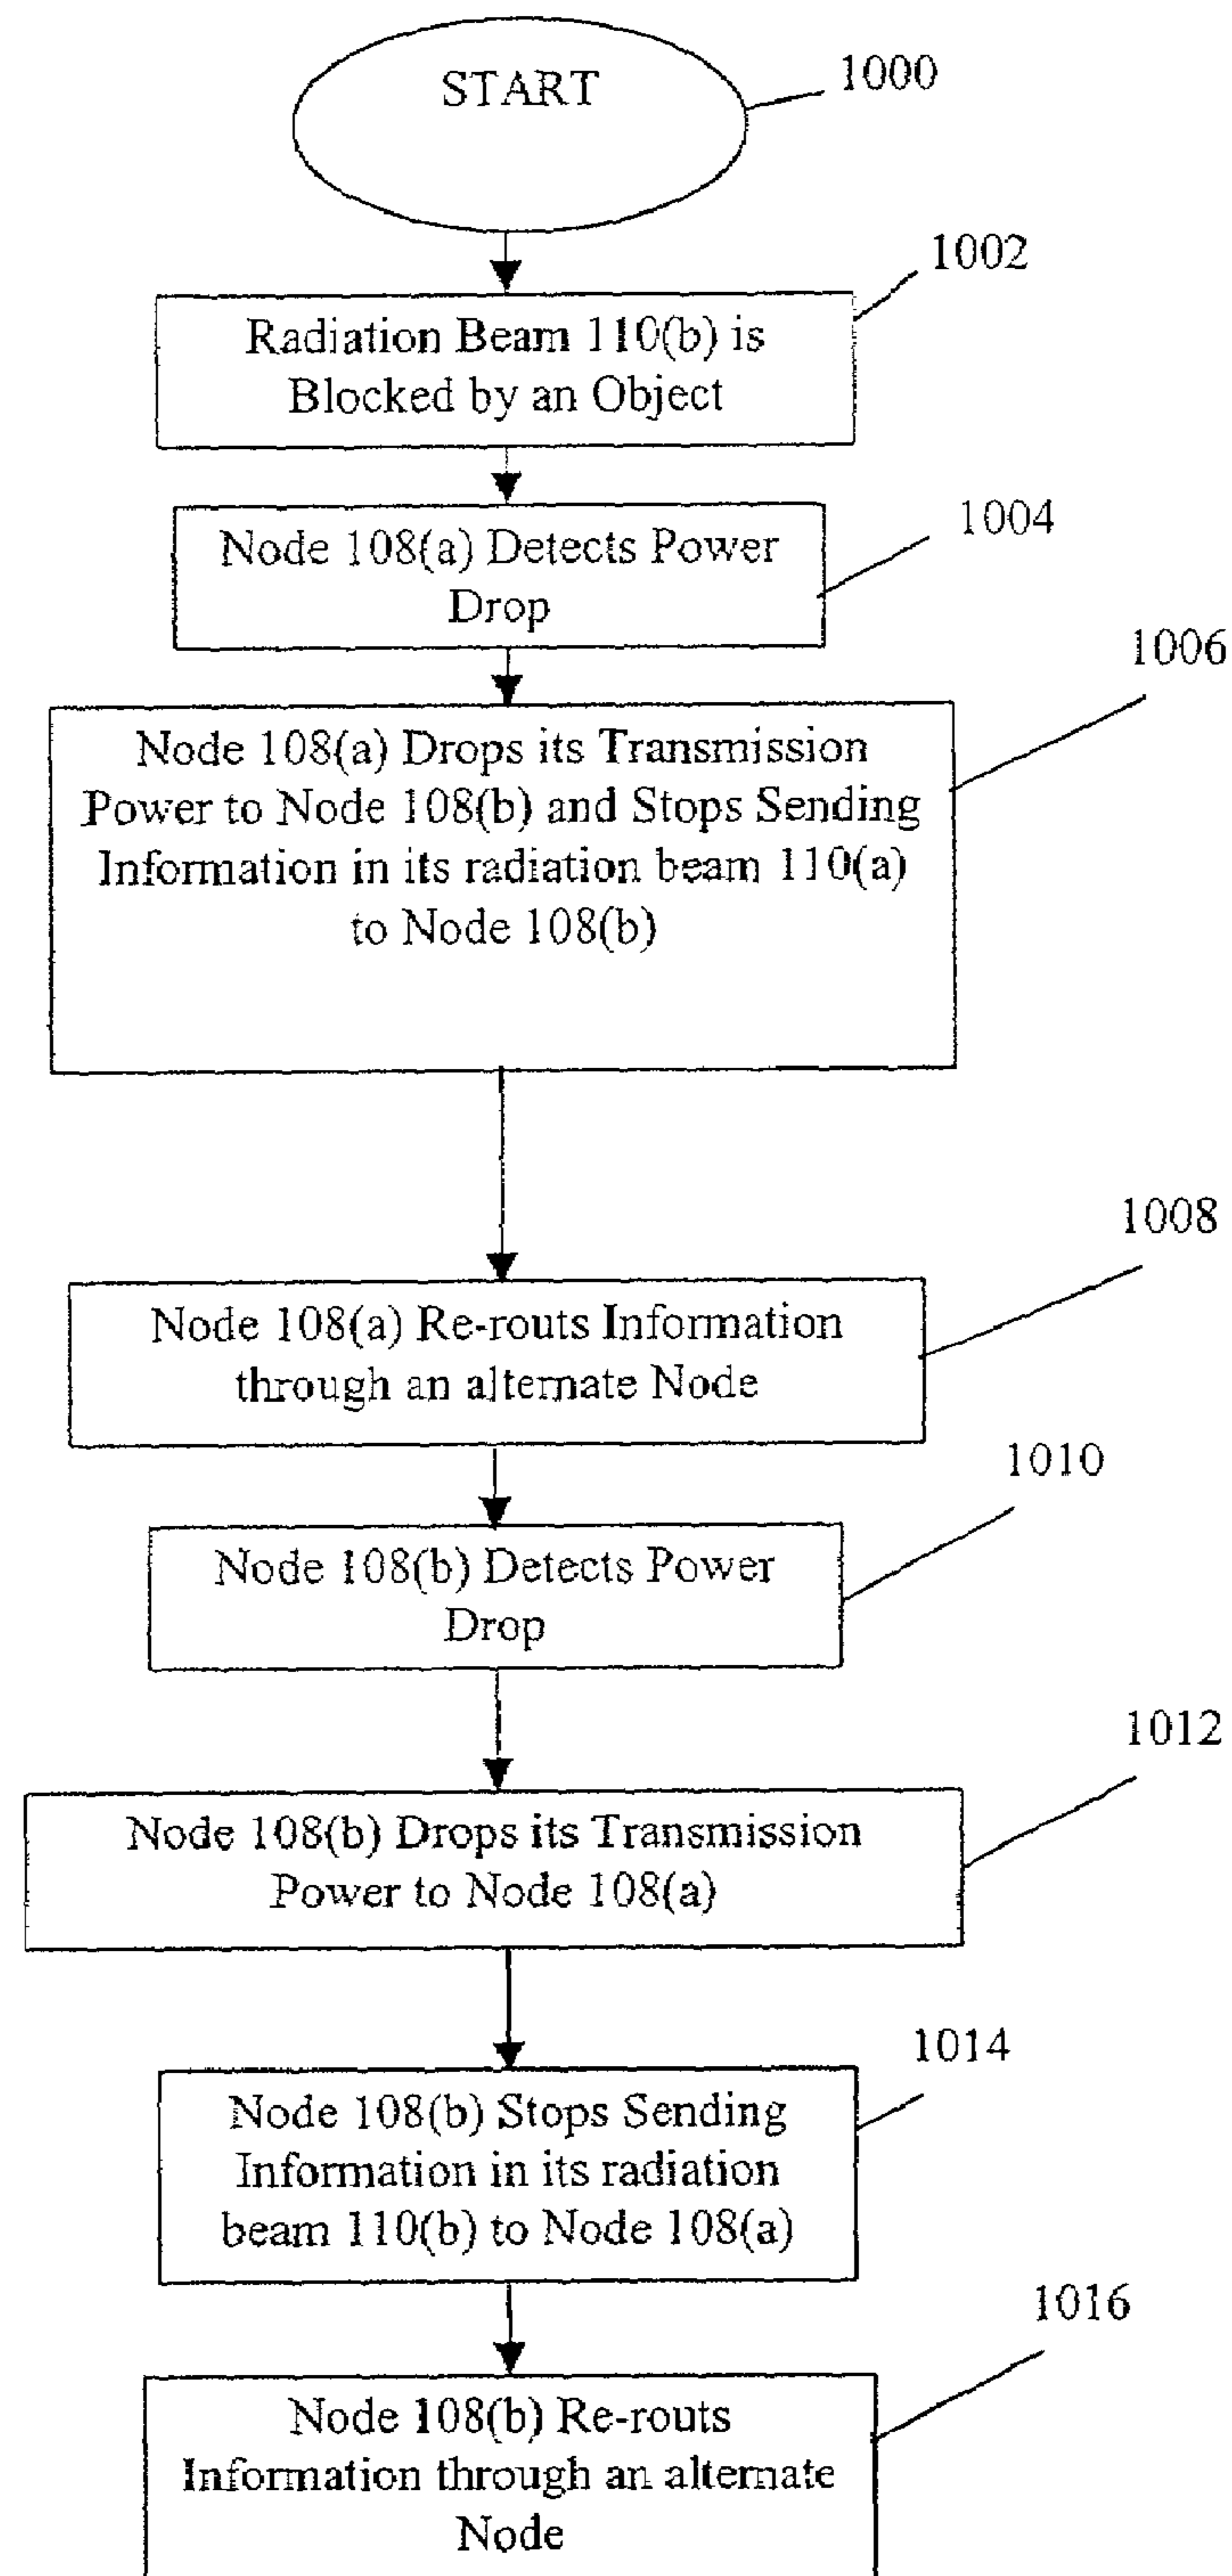 START
1000
1002
Radiation Beam 110(b) is
Blocked by an Object
1004
Node 108(a) Detects Power
Drop
1006
Node 108(a) Drops its Transmission
Power to Node 108(b) and Stops Sending
Information in its radiation beam 110(a)
to Node 108(b)
1008
Node 108(a) Re-routs Information
through an alternate Node
1010
Node 108(b) Detects Power
Drop
1012
Node 108(b) Drops its Transmission
Power to Node 108(a)
1014
Node 108(b) Stops Sending
Information in its radiation
beam 110(b) to Node 108(a)
1016
Node 108(b) Re-routs
Information through an alternate
Node